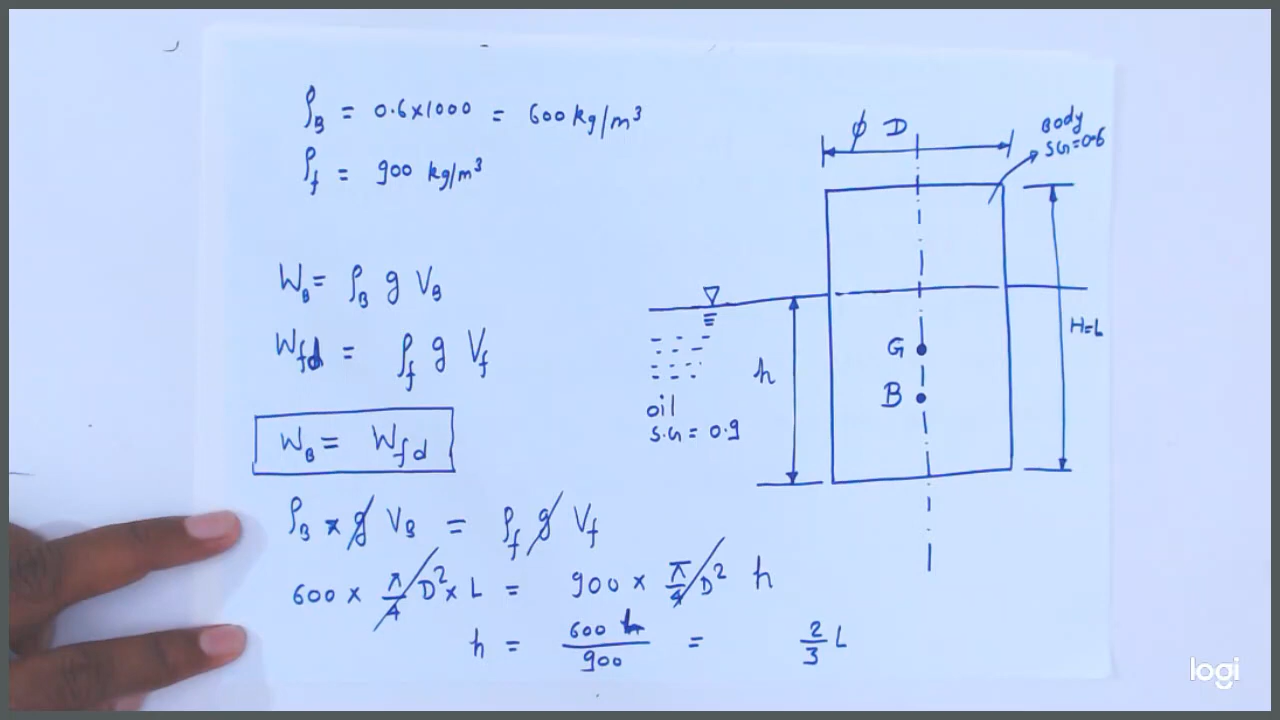 ρB = 0.6×1000 = 600 kg/m³
ρf = 900 kg/m³
WB = ρB g VB
Wfd = ρf g Vf
WB = Wfd
ρB × g VB = ρf g Vf
600 × π/4 D² × L = 900 × π/4 D² h
h = 600 L / 900 = 2/3 L
φ D
Body
S.G = 0.6
H=L
h
G
B
oil
S.G = 0.9
logi